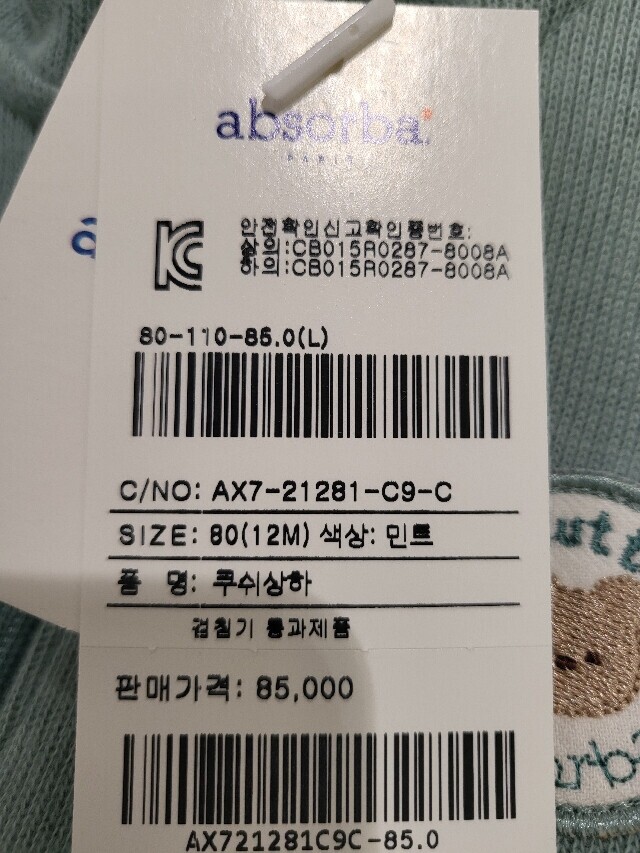 absorba
PARIS
안전확인신고확인증번호:
상의:CB015R0287-8008A
하의:CB015R0287-8008A
80-110-85.0(L)
C/NO: AX7-21281-C9-C
SIZE: 80(12M) 색상: 민트
품 명: 쿠쉬상하
검침기 통과제품
판매가격: 85,000
AX721281C9C-85.0